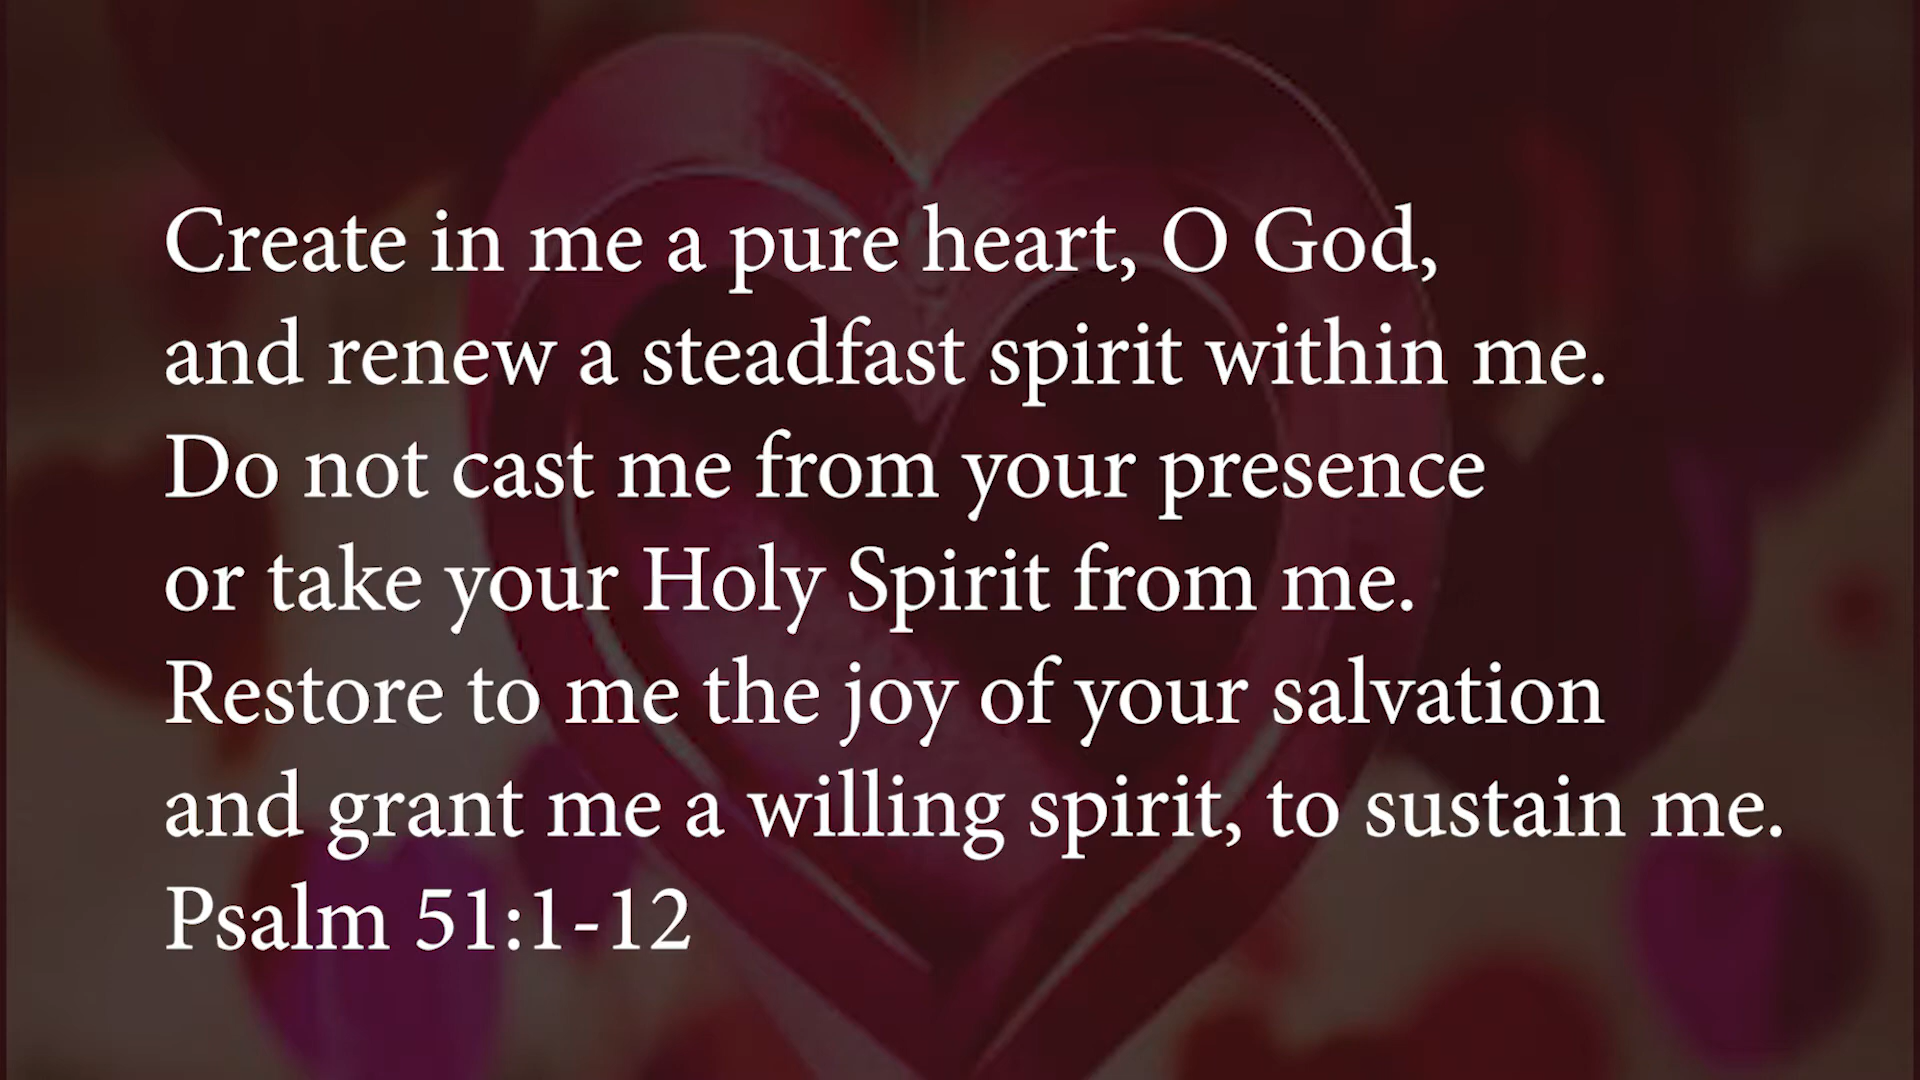 Create in me a pure heart, O God,
and renew a steadfast spirit within me.
Do not cast me from your presence
or take your Holy Spirit from me.
Restore to me the joy of your salvation
and grant me a willing spirit, to sustain me.
Psalm 51:1-12